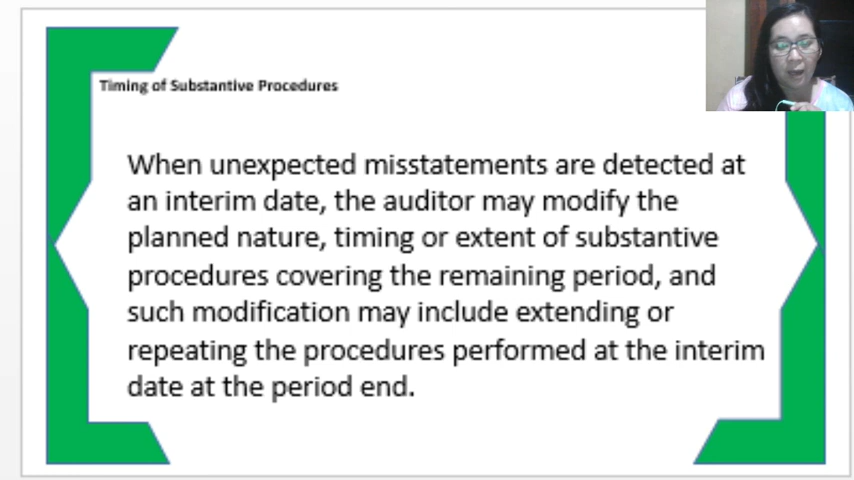 Timing of Substantive Procedures
When unexpected misstatements are detected at
an interim date, the auditor may modify the
planned nature, timing or extent of substantive
procedures covering the remaining period, and
such modification may include extending or
repeating the procedures performed at the interim
date at the period end.